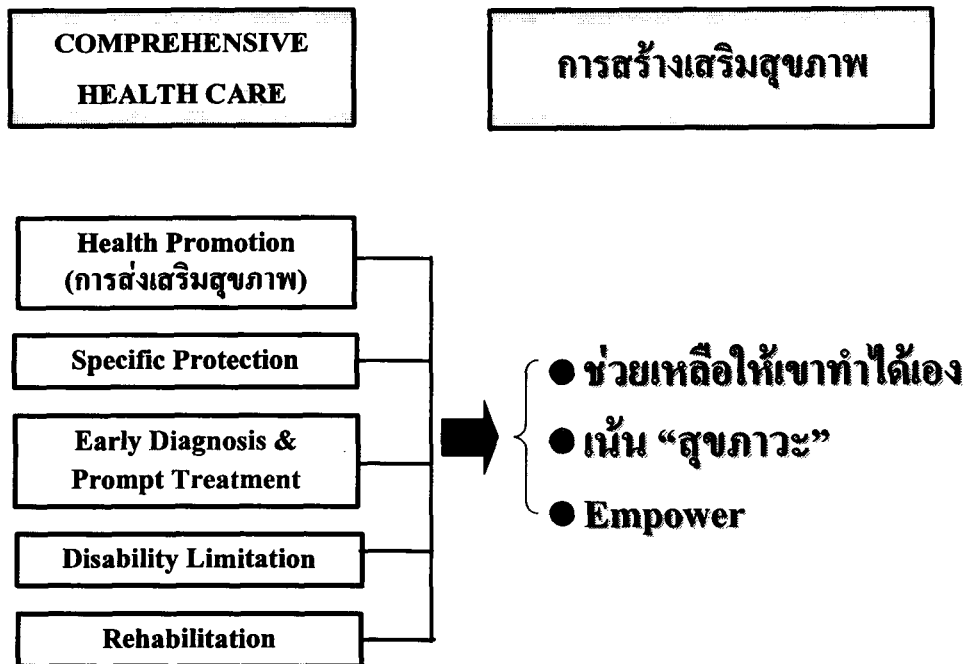 COMPREHENSIVE
HEALTH CARE
การสร้างเสริมสุขภาพ
Health Promotion
(การส่งเสริมสุขภาพ)
Specific Protection
Early Diagnosis &
Prompt Treatment
Disability Limitation
Rehabilitation
● ช่วยเหลือให้เขาทำได้เอง
● เน้น “สุขภาวะ”
● Empower